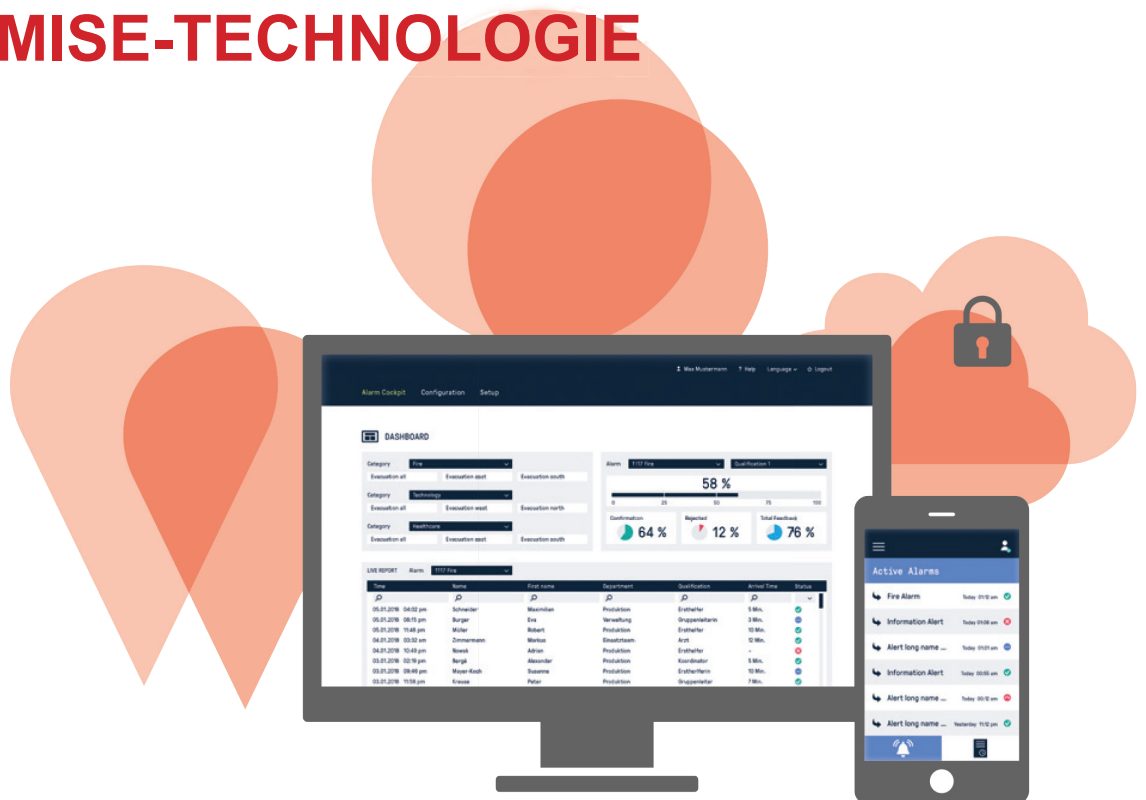 MISE-TECHNOLOGIE
Max Mustermann ? Help Language Logout
Alarm Cockpit Configuration Setup
DASHBOARD
Category Fire
Evacuation all Evacuation east Evacuation south
Category Technology
Evacuation all Evacuation west Evacuation north
Category Healthcare
Evacuation all Evacuation east Evacuation south
Alarm 1117 Fire Qualification 1
58 %
0 25 50 75 100
Confirmation Rejected Total Feedback
64 % 12 % 76 %
LIVE REPORT Alarm 1117 Fire
Time Name First name Department Qualification Arrival Time Status
05.01.2018 04:02 pm Schneider Maximilian Produktion Ersthelfer 5 Min.
05.01.2018 08:15 pm Burger Eva Verwaltung Gruppenleiterin 3 Min.
05.01.2018 11:48 pm Müller Robert Produktion Ersthelfer 10 Min.
04.01.2018 03:32 pm Zimmermann Markus Einsatzteam Arzt 12 Min.
04.01.2018 10:49 pm Nowak Adrian Produktion Ersthelfer -
03.01.2018 02:19 pm Bergé Alexander Produktion Koordinator 5 Min.
03.01.2018 09:46 pm Mayer-Koch Susanne Produktion 10 Min.
03.01.2018 11:58 pm Krause Peter Produktion Gruppenleiter 7 Min.
Active Alarms
Fire Alarm Today 01:12 am
Information Alert Today 01:08 am
Alert long name ... Today 01:01 am
Information Alert Today 00:55 am
Alert long name ... Today 00:12 am
Alert long name ... Yesterday 11:12 pm